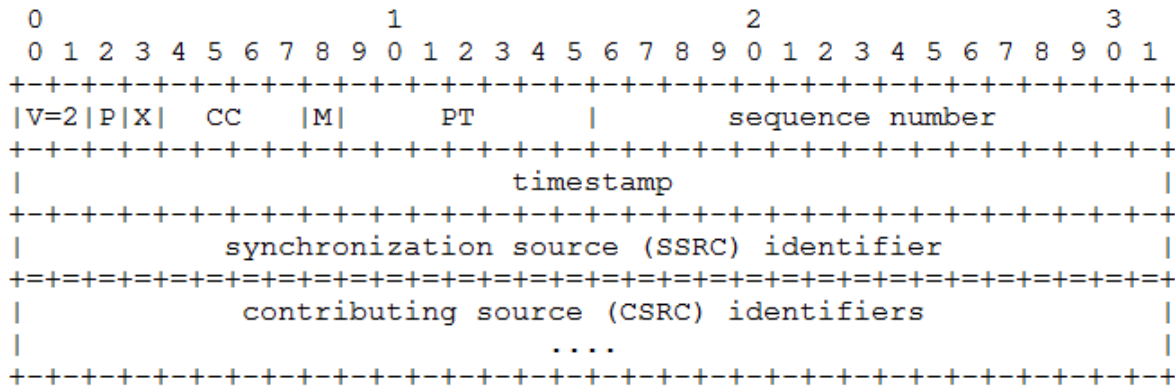 0                   1                   2                   3
 0 1 2 3 4 5 6 7 8 9 0 1 2 3 4 5 6 7 8 9 0 1 2 3 4 5 6 7 8 9 0 1
+-+-+-+-+-+-+-+-+-+-+-+-+-+-+-+-+-+-+-+-+-+-+-+-+-+-+-+-+-+-+-+-+
|V=2|P|X|  CC   |M|     PT      |       sequence number         |
+-+-+-+-+-+-+-+-+-+-+-+-+-+-+-+-+-+-+-+-+-+-+-+-+-+-+-+-+-+-+-+-+
|                           timestamp                           |
+-+-+-+-+-+-+-+-+-+-+-+-+-+-+-+-+-+-+-+-+-+-+-+-+-+-+-+-+-+-+-+-+
|           synchronization source (SSRC) identifier            |
+=+=+=+=+=+=+=+=+=+=+=+=+=+=+=+=+=+=+=+=+=+=+=+=+=+=+=+=+=+=+=+=+
|            contributing source (CSRC) identifiers             |
|                             ....                              |
+-+-+-+-+-+-+-+-+-+-+-+-+-+-+-+-+-+-+-+-+-+-+-+-+-+-+-+-+-+-+-+-+